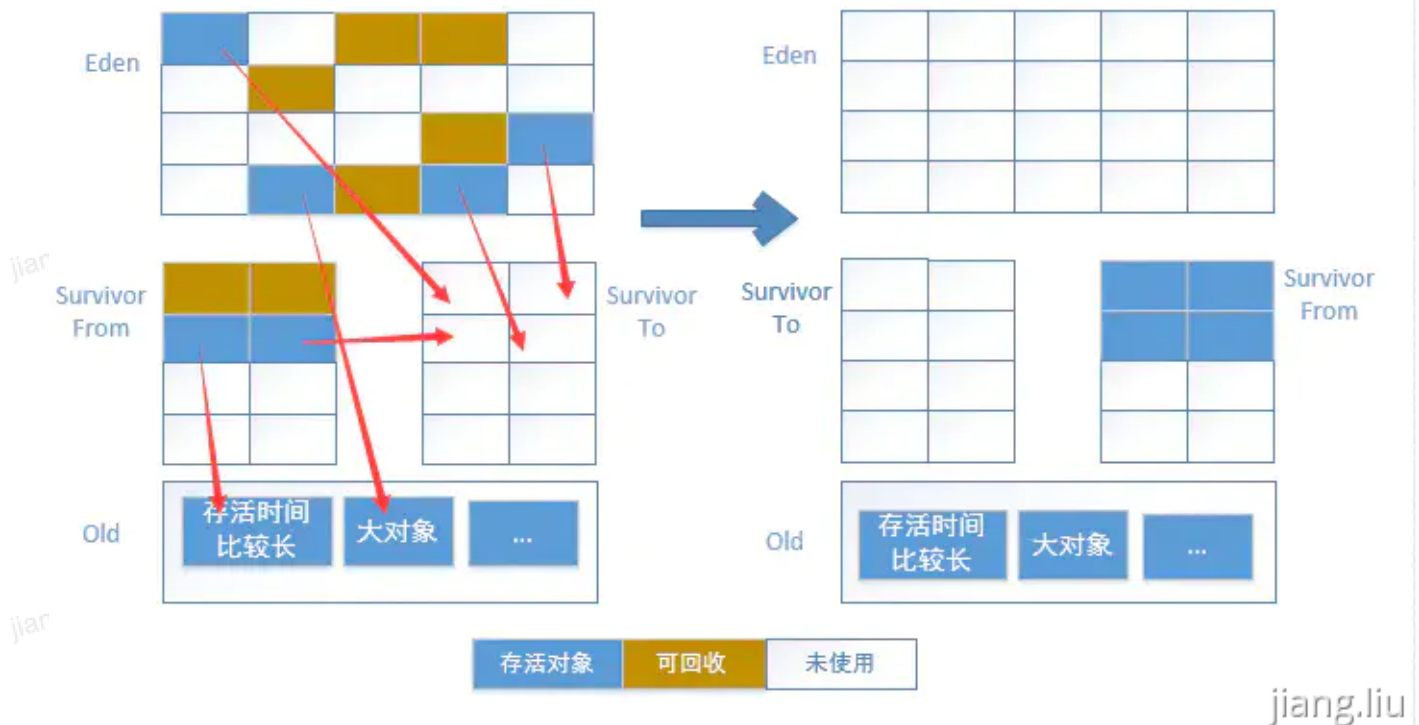 Eden
Eden
jiar
Survivor
From
Survivor
To
Survivor
To
Survivor
From
Old
存活时间
比较长
大对象
...
Old
存活时间
比较长
大对象
...
jiar
存活对象
可回收
未使用
jiang.liu